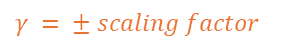 γ = ± scaling factor